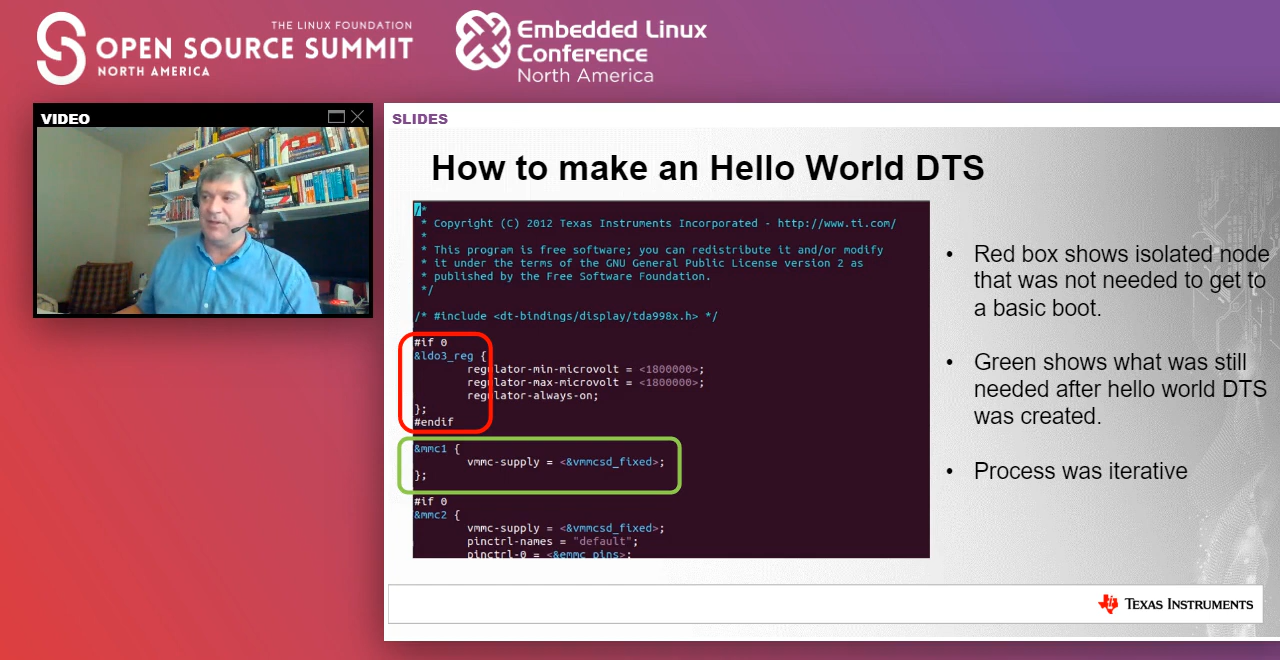 THE LINUX FOUNDATION
OPEN SOURCE SUMMIT
NORTH AMERICA
Embedded Linux
Conference
North America
VIDEO
SLIDES
How to make an Hello World DTS
/*
 * Copyright (C) 2012 Texas Instruments Incorporated - http://www.ti.com/
 *
 * This program is free software; you can redistribute it and/or modify
 * it under the terms of the GNU General Public License version 2 as
 * published by the Free Software Foundation.
 */
/* #include <dt-bindings/display/tda998x.h> */
#if 0
&ldo3_reg {
        regulator-min-microvolt = <1800000>;
        regulator-max-microvolt = <1800000>;
        regulator-always-on;
};
#endif
&mmc1 {
        vmmc-supply = <&vmmcsd_fixed>;
};
#if 0
&mmc2 {
        vmmc-supply = <&vmmcsd_fixed>;
        pinctrl-names = "default";
        pinctrl-0 = <&emmc_pins>;
• Red box shows isolated node
that was not needed to get to
a basic boot.
• Green shows what was still
needed after hello world DTS
was created.
• Process was iterative
TEXAS INSTRUMENTS